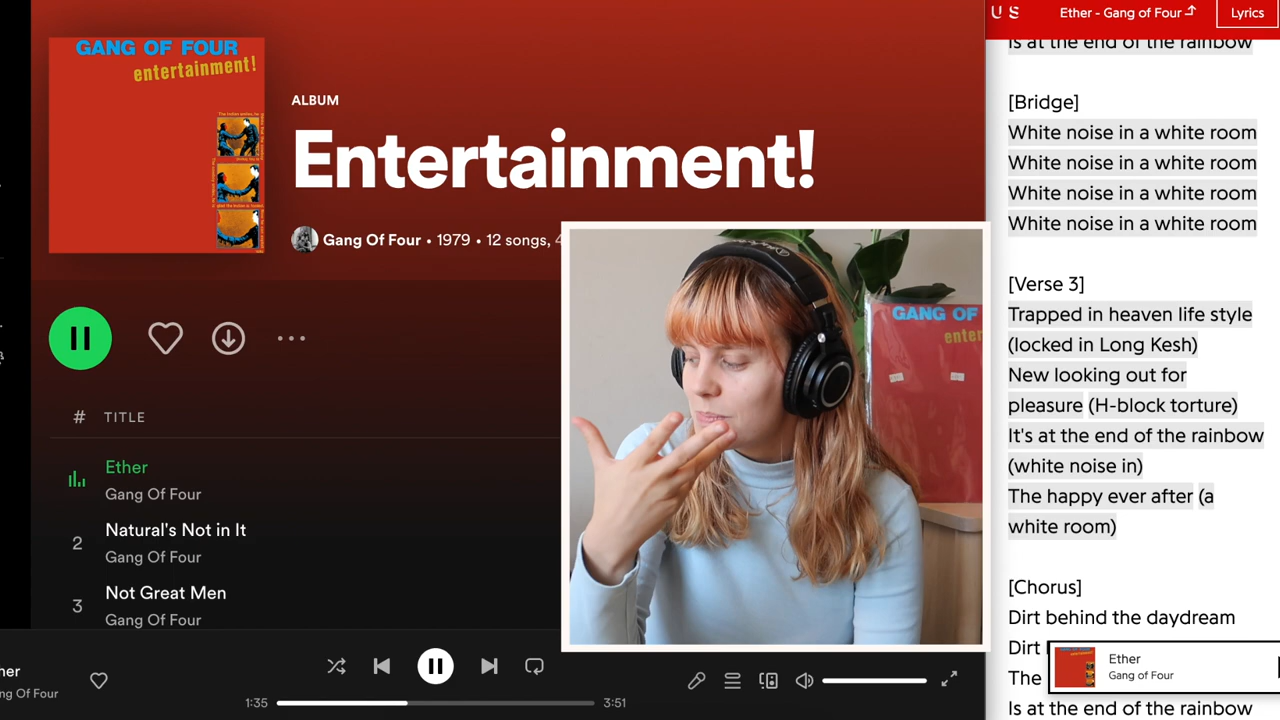 GANG OF FOUR
entertainment!
ALBUM
Entertainment!
Gang Of Four • 1979 • 12 songs, 4
# TITLE
Ether
Gang Of Four
2 Natural's Not in It
Gang Of Four
3 Not Great Men
Gang Of Four
her
ng Of Four
1:35
3:51
GANG OF
enter
U S
Ether - Gang of Four
Lyrics
Is at the end of the rainbow
[Bridge]
White noise in a white room
White noise in a white room
White noise in a white room
White noise in a white room
[Verse 3]
Trapped in heaven life style
(locked in Long Kesh)
New looking out for
pleasure (H-block torture)
It's at the end of the rainbow
(white noise in)
The happy ever after (a
white room)
[Chorus]
Dirt behind the daydream
Dirt
The
Is at the end of the rainbow
Ether
Gang of Four